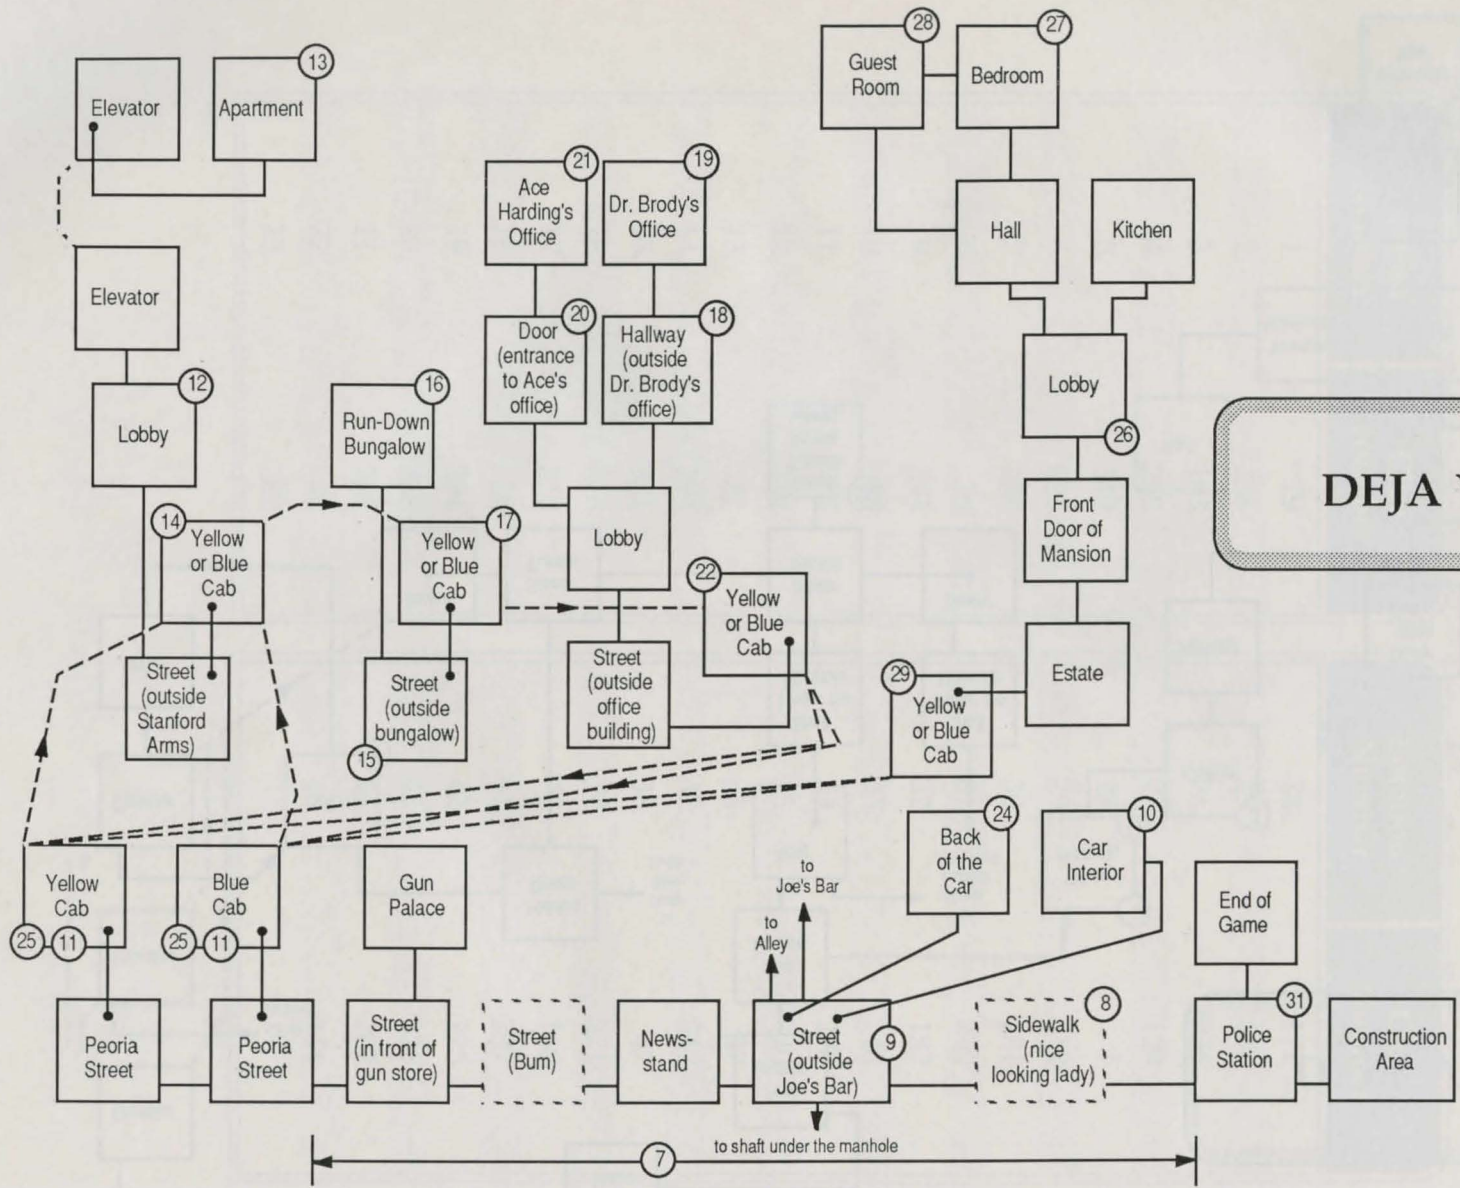 28
Guest
Room
27
Bedroom
Elevator
13
Apartment
21
Ace
Harding's
Office
19
Dr. Brody's
Office
Hall
Kitchen
Elevator
20
Door
(entrance
to Ace's
office)
18
Hallway
(outside
Dr. Brody's
office)
12
Lobby
16
Run-Down
Bungalow
Lobby
26
DEJA
14
Yellow
or Blue
Cab
17
Yellow
or Blue
Cab
Lobby
22
Yellow
or Blue
Cab
Front
Door of
Mansion
Street
(outside
Stanford
Arms)
Street
(outside
bungalow)
15
Street
(outside
office
building)
29
Yellow
or Blue
Cab
Estate
Yellow
Cab
25
11
Blue
Cab
25
11
Gun
Palace
to
Joe's Bar
to
Alley
24
Back
of the
Car
10
Car
Interior
End of
Game
Peoria
Street
Peoria
Street
Street
(in front of
gun store)
Street
(Bum)
News-
stand
Street
(outside
Joe's Bar)
9
8
Sidewalk
(nice
looking lady)
31
Police
Station
Construction
Area
to shaft under the manhole
7